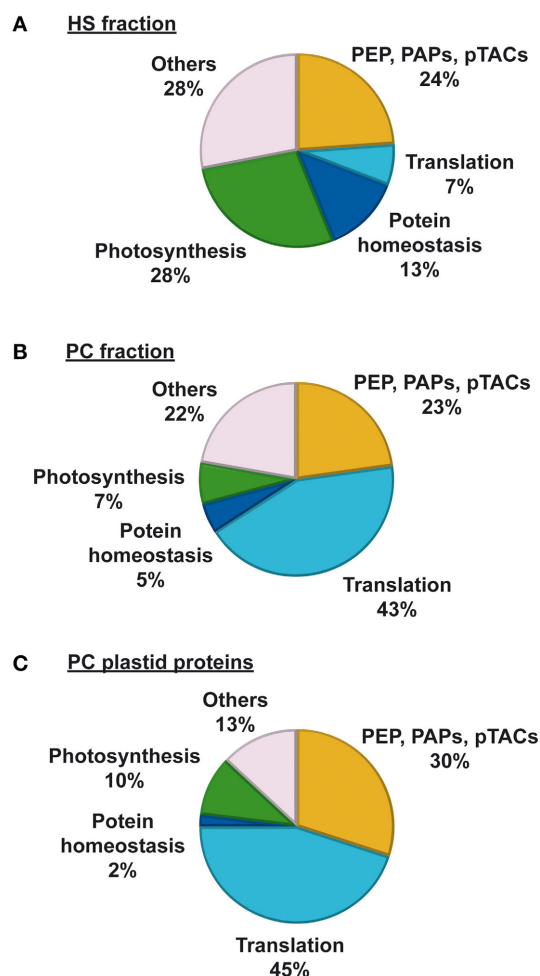 A HS fraction
Others
28%
PEP, PAPs, pTACs
24%
Translation
7%
Potein
homeostasis
13%
Photosynthesis
28%
B PC fraction
Others
22%
PEP, PAPs, pTACs
23%
Photosynthesis
7%
Potein
homeostasis
5%
Translation
43%
C PC plastid proteins
Others
13%
PEP, PAPs, pTACs
30%
Photosynthesis
10%
Potein
homeostasis
2%
Translation
45%